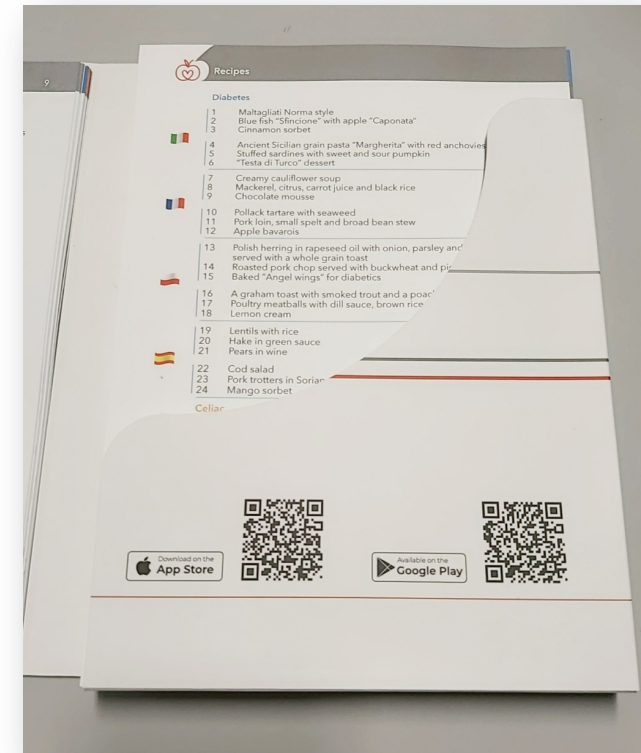 9
Recipes
Diabetes
1 Maltagliati Norma style
2 Blue fish "Sfincione" with apple "Caponata"
3 Cinnamon sorbet
4 Ancient Sicilian grain pasta "Margherita" with red anchovies
5 Stuffed sardines with sweet and sour pumpkin
6 "Testa di Turco" dessert
7 Creamy cauliflower soup
8 Mackerel, citrus, carrot juice and black rice
9 Chocolate mousse
10 Pollack tartare with seaweed
11 Pork loin, small spelt and broad bean stew
12 Apple bavarois
13 Polish herring in rapeseed oil with onion, parsley and
served with a whole grain toast
14 Roasted pork chop served with buckwheat and
15 Baked "Angel wings" for diabetics
16 A graham toast with smoked trout and a
17 Poultry meatballs with dill sauce, brown rice
18 Lemon cream
19 Lentils with rice
20 Hake in green sauce
21 Pears in wine
22 Cod salad
23 Pork trotters in
24 Mango sorbet
Download on the
App Store
Available on the
Google Play